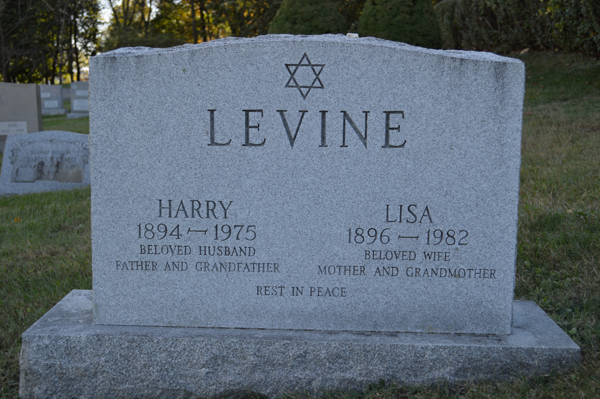 LEVINE
HARRY
1894 — 1975
BELOVED HUSBAND
FATHER AND GRANDFATHER
LISA
1896 — 1982
BELOVED WIFE
MOTHER AND GRANDMOTHER
REST IN PEACE